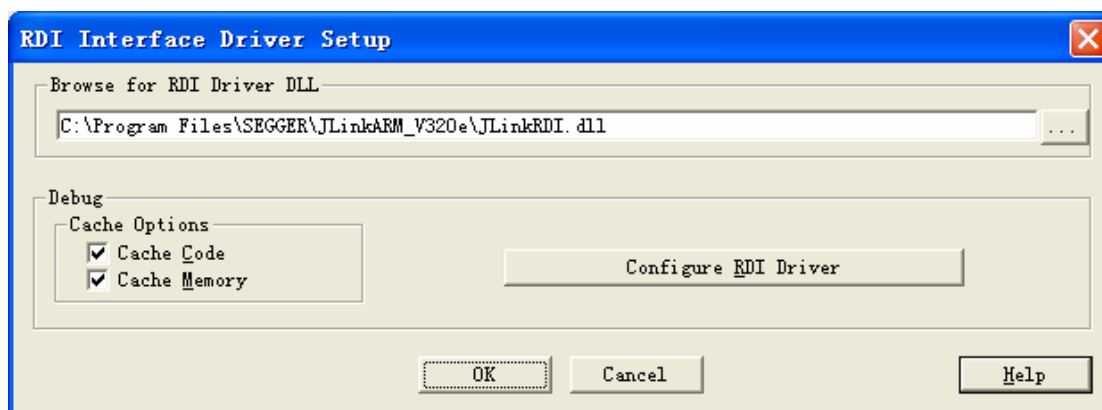 RDI Interface Driver Setup
Browse for RDI Driver DLL
C:\Program Files\SEGGER\JLinkARM_V320e\JLinkRDI.dll
...
Debug
Cache Options
Cache Code
Configure RDI Driver
Cache Memory
OK Cancel Help